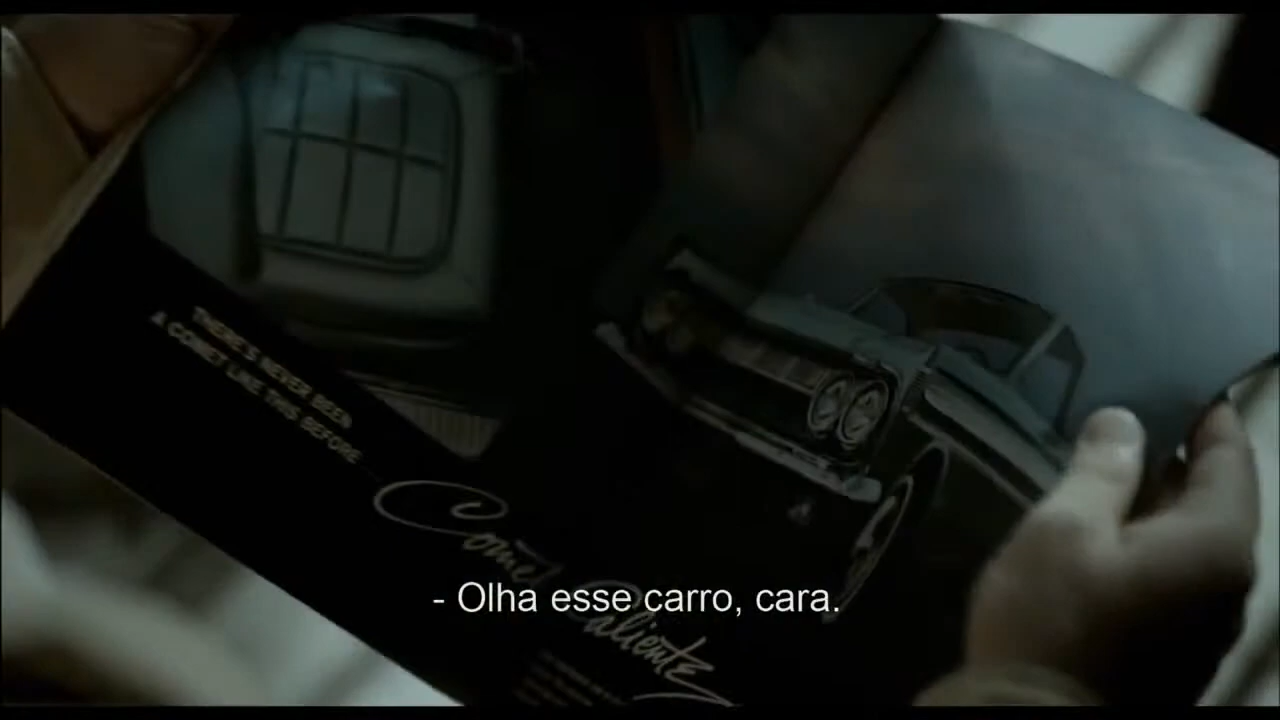 THERE'S NEVER BEEN
A COMET LIKE THIS BEFORE
Comet Caliente
- Olha esse carro, cara.